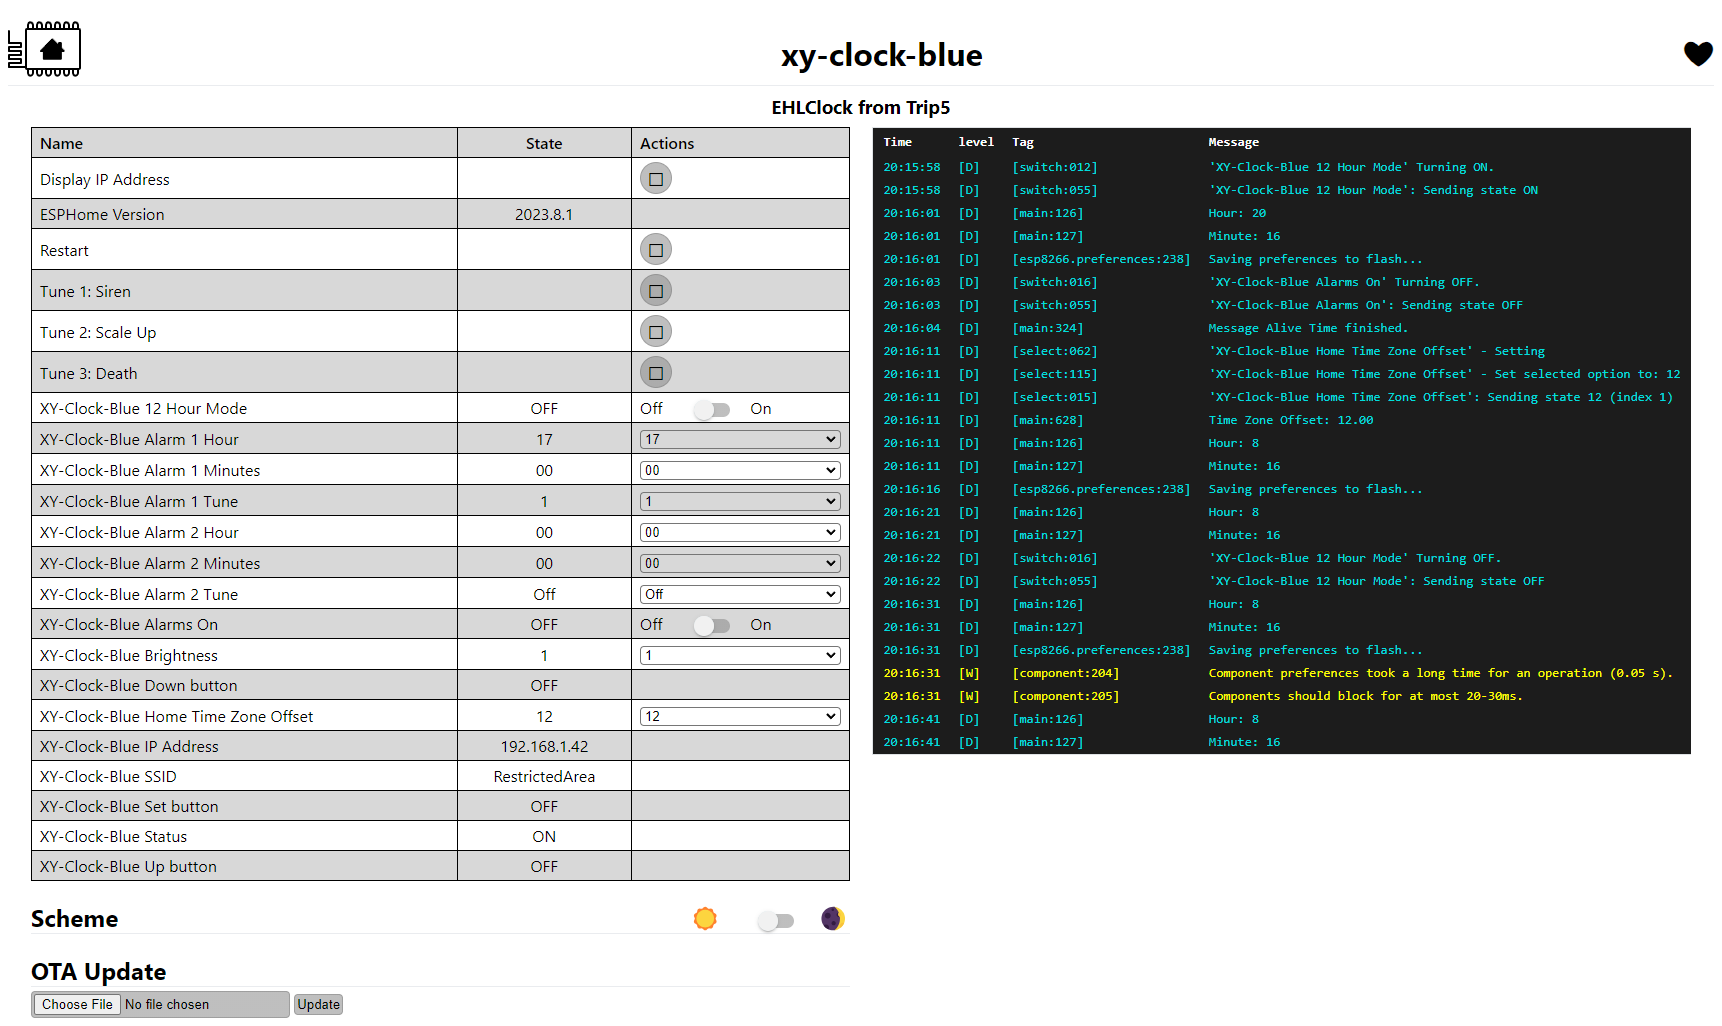 xy-clock-blue
EHLClock from Trip5
Name State Actions
Display IP Address
ESPHome Version 2023.8.1
Restart
Tune 1: Siren
Tune 2: Scale Up
Tune 3: Death
XY-Clock-Blue 12 Hour Mode OFF Off On
XY-Clock-Blue Alarm 1 Hour 17 17
XY-Clock-Blue Alarm 1 Minutes 00 00
XY-Clock-Blue Alarm 1 Tune 1 1
XY-Clock-Blue Alarm 2 Hour 00 00
XY-Clock-Blue Alarm 2 Minutes 00 00
XY-Clock-Blue Alarm 2 Tune Off Off
XY-Clock-Blue Alarms On OFF Off On
XY-Clock-Blue Brightness 1 1
XY-Clock-Blue Down button OFF
XY-Clock-Blue Home Time Zone Offset 12 12
XY-Clock-Blue IP Address 192.168.1.42
XY-Clock-Blue SSID RestrictedArea
XY-Clock-Blue Set button OFF
XY-Clock-Blue Status ON
XY-Clock-Blue Up button OFF
Scheme
OTA Update
Choose File No file chosen Update
Time level Tag Message
20:15:58 [D] [switch:012] 'XY-Clock-Blue 12 Hour Mode' Turning ON.
20:15:58 [D] [switch:055] 'XY-Clock-Blue 12 Hour Mode': Sending state ON
20:16:01 [D] [main:126] Hour: 20
20:16:01 [D] [main:127] Minute: 16
20:16:01 [D] [esp8266.preferences:238] Saving preferences to flash...
20:16:03 [D] [switch:016] 'XY-Clock-Blue Alarms On' Turning OFF.
20:16:03 [D] [switch:055] 'XY-Clock-Blue Alarms On': Sending state OFF
20:16:04 [D] [main:324] Message Alive Time finished.
20:16:11 [D] [select:062] 'XY-Clock-Blue Home Time Zone Offset' - Setting
20:16:11 [D] [select:115] 'XY-Clock-Blue Home Time Zone Offset' - Set selected option to: 12
20:16:11 [D] [select:015] 'XY-Clock-Blue Home Time Zone Offset': Sending state 12 (index 1)
20:16:11 [D] [main:628] Time Zone Offset: 12.00
20:16:11 [D] [main:126] Hour: 8
20:16:11 [D] [main:127] Minute: 16
20:16:16 [D] [esp8266.preferences:238] Saving preferences to flash...
20:16:21 [D] [main:126] Hour: 8
20:16:21 [D] [main:127] Minute: 16
20:16:22 [D] [switch:016] 'XY-Clock-Blue 12 Hour Mode' Turning OFF.
20:16:22 [D] [switch:055] 'XY-Clock-Blue 12 Hour Mode': Sending state OFF
20:16:31 [D] [main:126] Hour: 8
20:16:31 [D] [main:127] Minute: 16
20:16:31 [D] [esp8266.preferences:238] Saving preferences to flash...
20:16:31 [W] [component:204] Component preferences took a long time for an operation (0.05 s).
20:16:31 [W] [component:205] Components should block for at most 20-30ms.
20:16:41 [D] [main:126] Hour: 8
20:16:41 [D] [main:127] Minute: 16